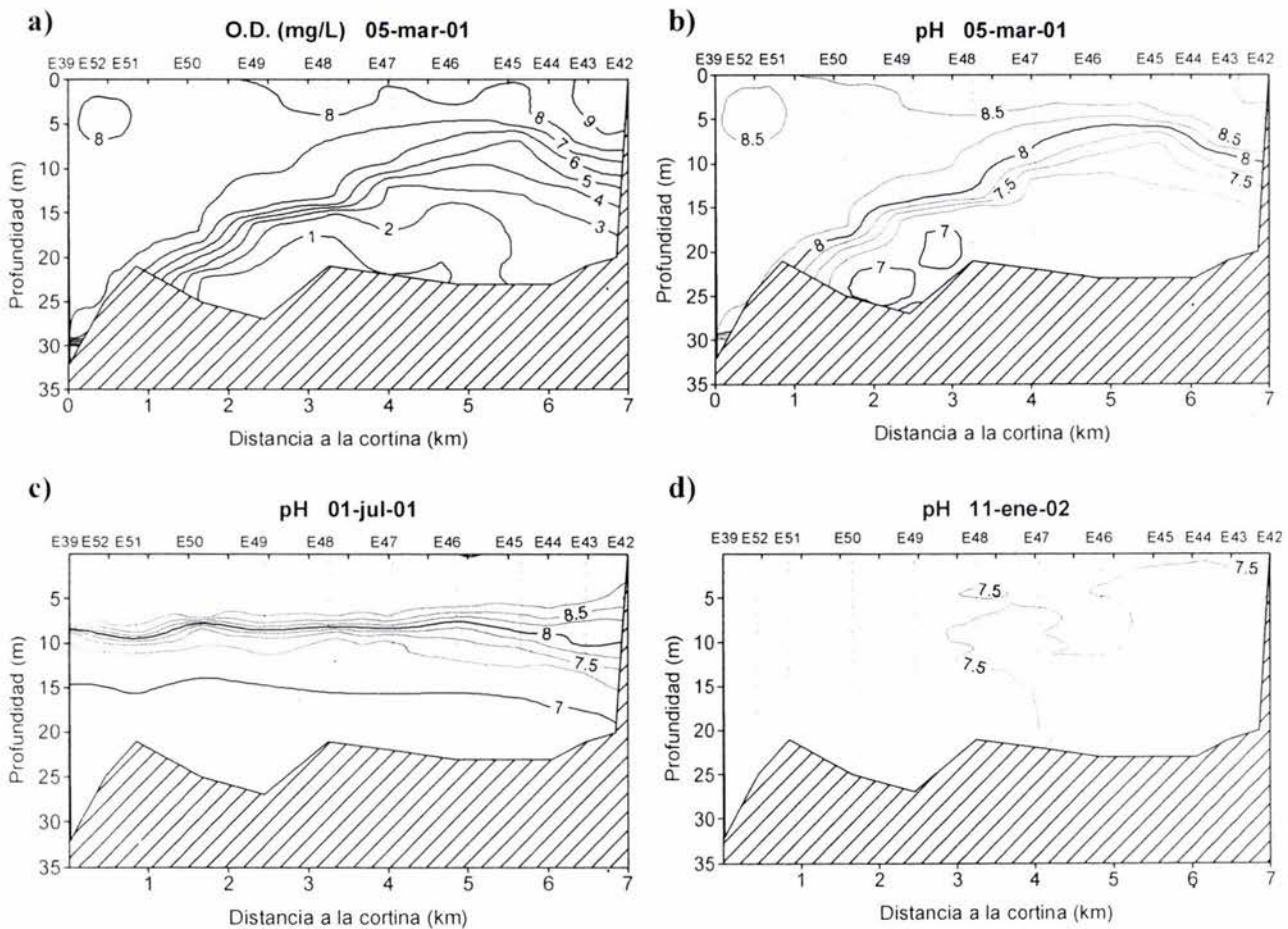 a)
O.D. (mg/L) 05-mar-01
E39 E52 E51 E50 E49 E48 E47 E46 E45 E44 E43 E42
Profundidad (m)
0
5
10
15
20
25
30
35
8
8
9
8
7
6
5
4
3
2
1
0 1 2 3 4 5 6 7
Distancia a la cortina (km)
b)
pH 05-mar-01
E39 E52 E51 E50 E49 E48 E47 E46 E45 E44 E43 E42
Profundidad (m)
0
5
10
15
20
25
30
35
8.5
8.5
8.5
8
8
7.5
7.5
7
7
8
0 1 2 3 4 5 6 7
Distancia a la cortina (km)
c)
pH 01-jul-01
E39 E52 E51 E50 E49 E48 E47 E46 E45 E44 E43 E42
Profundidad (m)
5
10
15
20
25
30
35
8.5
8
7.5
7
1 2 3 4 5 6 7
Distancia a la cortina (km)
d)
pH 11-ene-02
E39 E52 E51 E50 E49 E48 E47 E46 E45 E44 E43 E42
Profundidad (m)
5
10
15
20
25
30
35
7.5
7.5
7.5
1 2 3 4 5 6 7
Distancia a la cortina (km)